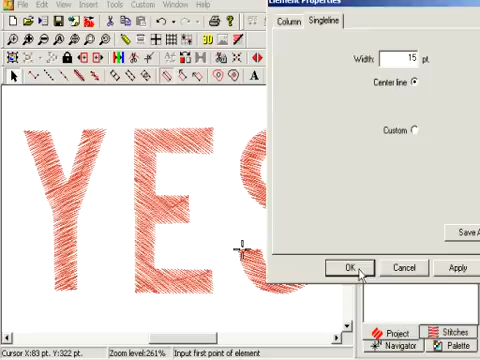 Element Properties
File Edit View Insert Tools Custom Window Help
Column Singleline
3D
A
Width: 15 pt.
Center line
Custom
YES
Save A
OK Cancel Apply
Project Stitches
Navigator Palette
Cursor X:83 pt. Y:322 pt. Zoom level:261% Input first point of element